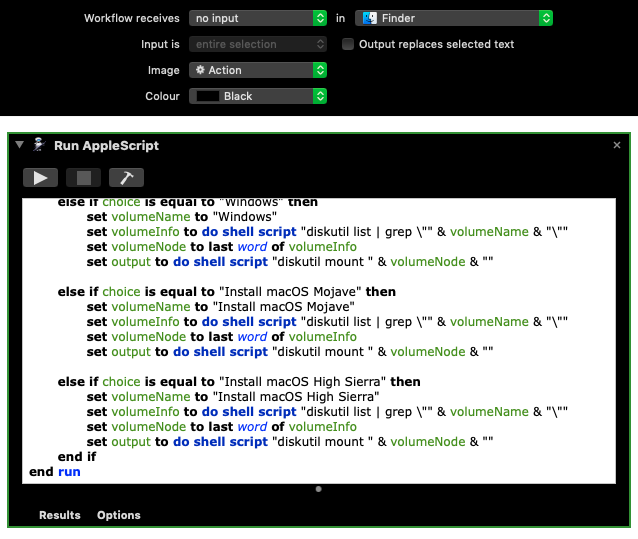 Workflow receives no input in Finder
Input is entire selection Output replaces selected text
Image Action
Colour Black
Run AppleScript
else if choice is equal to "Windows" then
set volumeName to "Windows"
set volumeInfo to do shell script "diskutil list | grep \"" & volumeName & "\""
set volumeNode to last word of volumeInfo
set output to do shell script "diskutil mount " & volumeNode & ""
else if choice is equal to "Install macOS Mojave" then
set volumeName to "Install macOS Mojave"
set volumeInfo to do shell script "diskutil list | grep \"" & volumeName & "\""
set volumeNode to last word of volumeInfo
set output to do shell script "diskutil mount " & volumeNode & ""
else if choice is equal to "Install macOS High Sierra" then
set volumeName to "Install macOS High Sierra"
set volumeInfo to do shell script "diskutil list | grep \"" & volumeName & "\""
set volumeNode to last word of volumeInfo
set output to do shell script "diskutil mount " & volumeNode & ""
end if
end run
Results Options